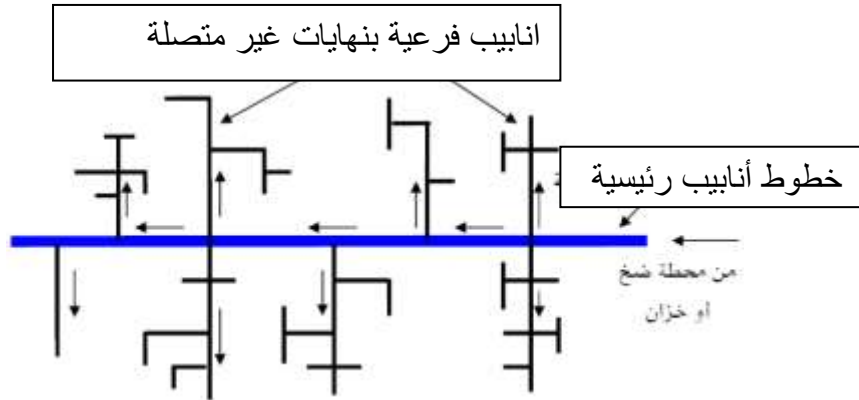 انابيب فرعية بنهايات غير متصلة
خطوط أنابيب رئيسية
من محطة ضخ
او خزان